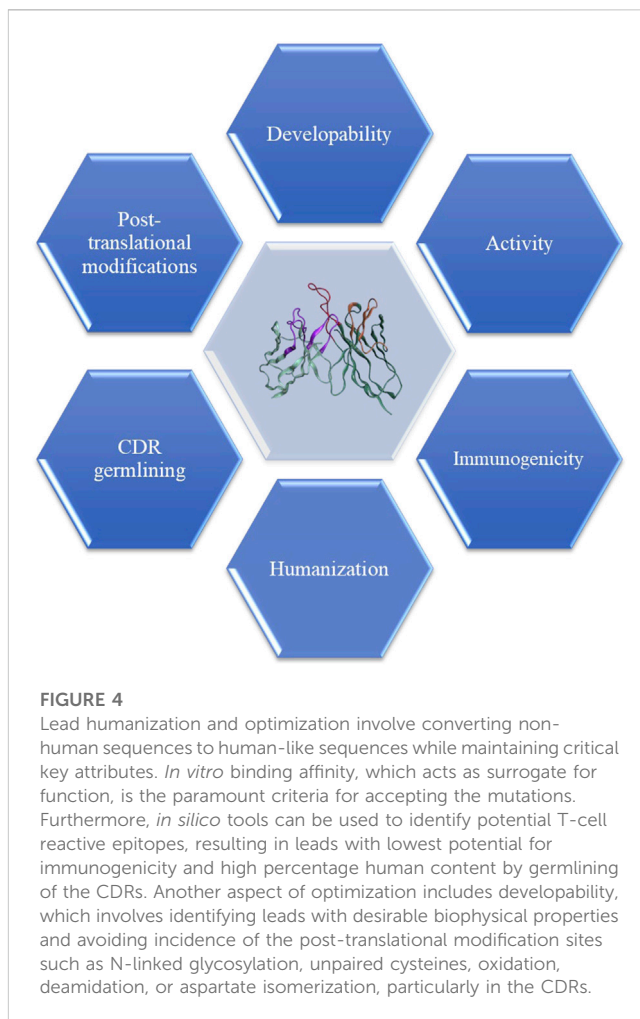 Developability
Post-
translational
modifications
Activity
CDR
germlining
Immunogenicity
Humanization
FIGURE 4
Lead humanization and optimization involve converting non-
human sequences to human-like sequences while maintaining critical
key attributes. In vitro binding affinity, which acts as surrogate for
function, is the paramount criteria for accepting the mutations.
Furthermore, in silico tools can be used to identify potential T-cell
reactive epitopes, resulting in leads with lowest potential for
immunogenicity and high percentage human content by germlining
of the CDRs. Another aspect of optimization includes developability,
which involves identifying leads with desirable biophysical properties
and avoiding incidence of the post-translational modification sites
such as N-linked glycosylation, unpaired cysteines, oxidation,
deamidation, or aspartate isomerization, particularly in the CDRs.